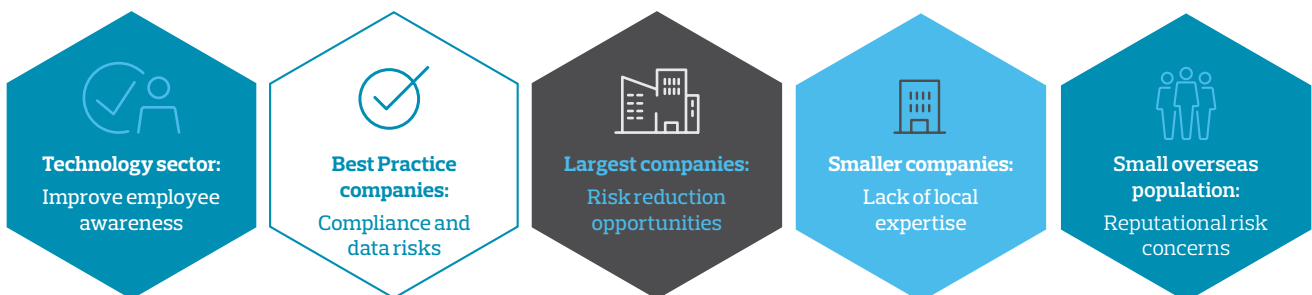 Technology sector:
Improve employee
awareness
Best Practice
companies:
Compliance and
data risks
Largest companies:
Risk reduction
opportunities
Smaller companies:
Lack of local
expertise
Small overseas
population:
Reputational risk
concerns